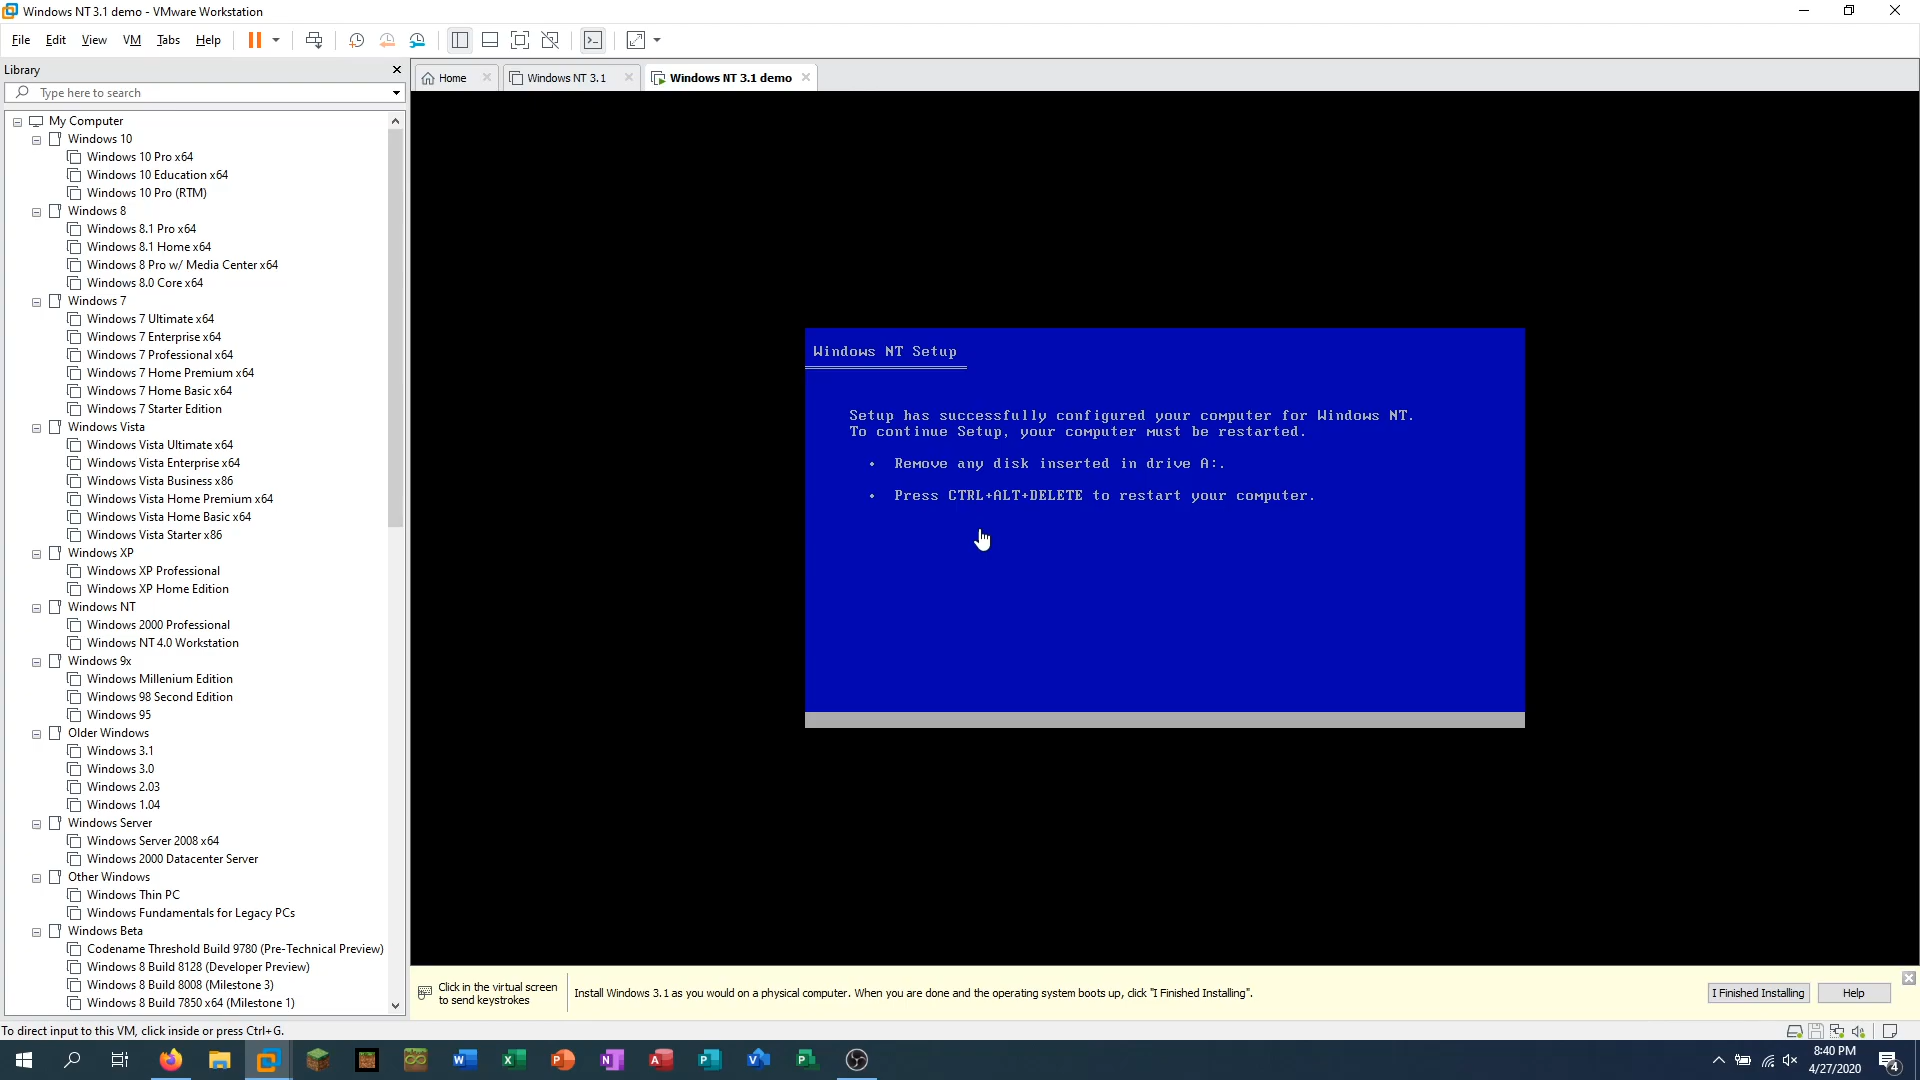 Windows NT 3.1 demo - VMware Workstation
File Edit View VM Tabs Help
Library
Type here to search
Home
Windows NT 3.1
Windows NT 3.1 demo
My Computer
Windows 10
Windows 10 Pro x64
Windows 10 Education x64
Windows 10 Pro (RTM)
Windows 8
Windows 8.1 Pro x64
Windows 8.1 Home x64
Windows 8 Pro w/ Media Center x64
Windows 8.0 Core x64
Windows 7
Windows 7 Ultimate x64
Windows 7 Enterprise x64
Windows 7 Professional x64
Windows 7 Home Premium x64
Windows 7 Home Basic x64
Windows 7 Starter Edition
Windows Vista
Windows Vista Ultimate x64
Windows Vista Enterprise x64
Windows Vista Business x86
Windows Vista Home Premium x64
Windows Vista Home Basic x64
Windows Vista Starter x86
Windows XP
Windows XP Professional
Windows XP Home Edition
Windows NT
Windows 2000 Professional
Windows NT 4.0 Workstation
Windows 9x
Windows Millenium Edition
Windows 98 Second Edition
Windows 95
Older Windows
Windows 3.1
Windows 3.0
Windows 2.03
Windows 1.04
Windows Server
Windows Server 2008 x64
Windows 2000 Datacenter Server
Other Windows
Windows Thin PC
Windows Fundamentals for Legacy PCs
Windows Beta
Codename Threshold Build 9780 (Pre-Technical Preview)
Windows 8 Build 8128 (Developer Preview)
Windows 8 Build 8008 (Milestone 3)
Windows 8 Build 7850 x64 (Milestone 1)
Windows NT Setup
Setup has successfully configured your computer for Windows NT.
To continue Setup, your computer must be restarted.
• Remove any disk inserted in drive A:.
• Press CTRL+ALT+DELETE to restart your computer.
Click in the virtual screen
to send keystrokes
Install Windows 3.1 as you would on a physical computer. When you are done and the operating system boots up, click "I Finished Installing".
I Finished Installing
Help
To direct input to this VM, click inside or press Ctrl+G.
8:40 PM
4/27/2020
4